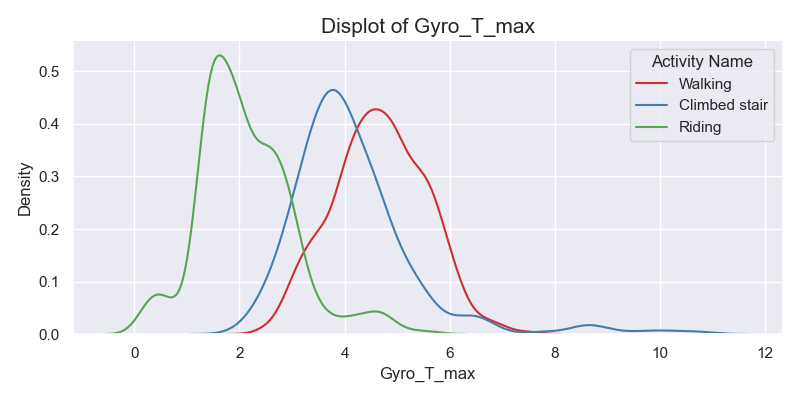 Displot of Gyro_T_max
Activity Name
Walking
Climbed stair
Riding
Density
0.5
0.4
0.3
0.2
0.1
0.0
0 2 4 6 8 10 12
Gyro_T_max